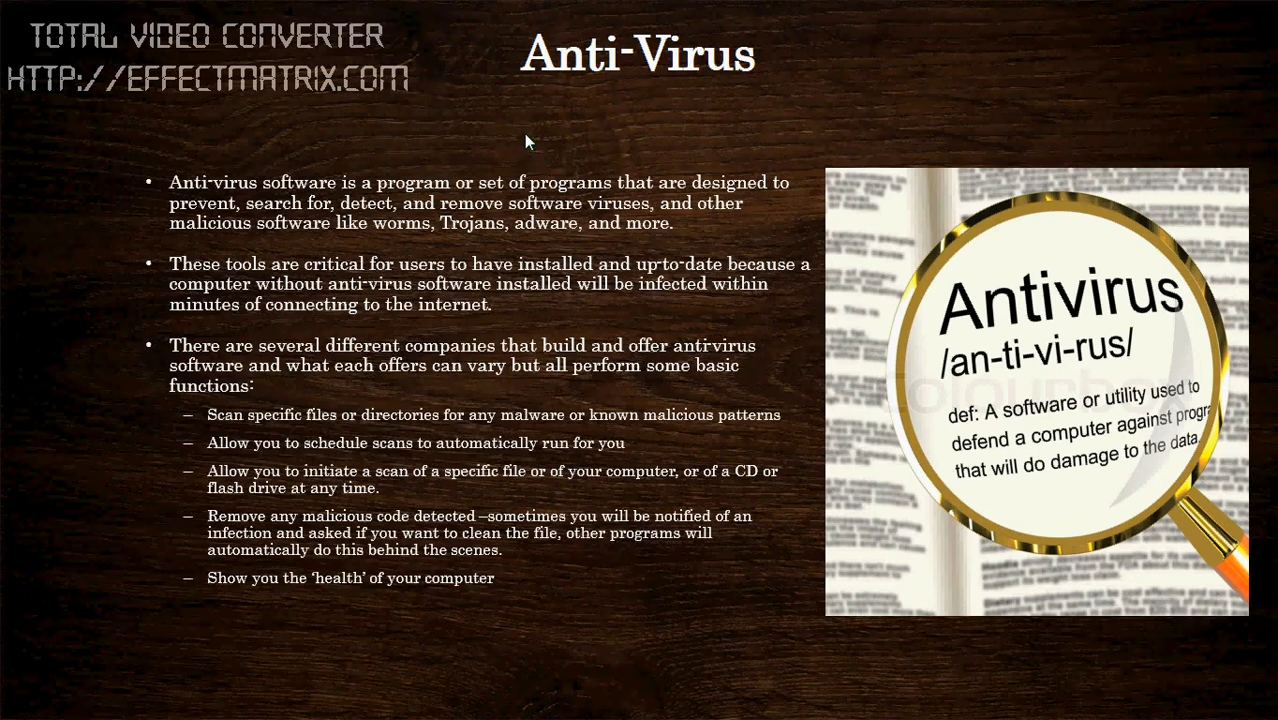 TOTAL VIDEO CONVERTER
HTTP://EFFECTMATRIX.COM
Anti-Virus
• Anti-virus software is a program or set of programs that are designed to
prevent, search for, detect, and remove software viruses, and other
malicious software like worms, Trojans, adware, and more.
• These tools are critical for users to have installed and up-to-date because a
computer without anti-virus software installed will be infected within
minutes of connecting to the internet.
• There are several different companies that build and offer anti-virus
software and what each offers can vary but all perform some basic
functions:
– Scan specific files or directories for any malware or known malicious patterns
– Allow you to schedule scans to automatically run for you
– Allow you to initiate a scan of a specific file or of your computer, or of a CD or
flash drive at any time.
– Remove any malicious code detected –sometimes you will be notified of an
infection and asked if you want to clean the file, other programs will
automatically do this behind the scenes.
– Show you the ‘health’ of your computer
Antivirus
/an-ti-vi-rus/
def: A software or utility used to
defend a computer against progr
that will do damage to the data.